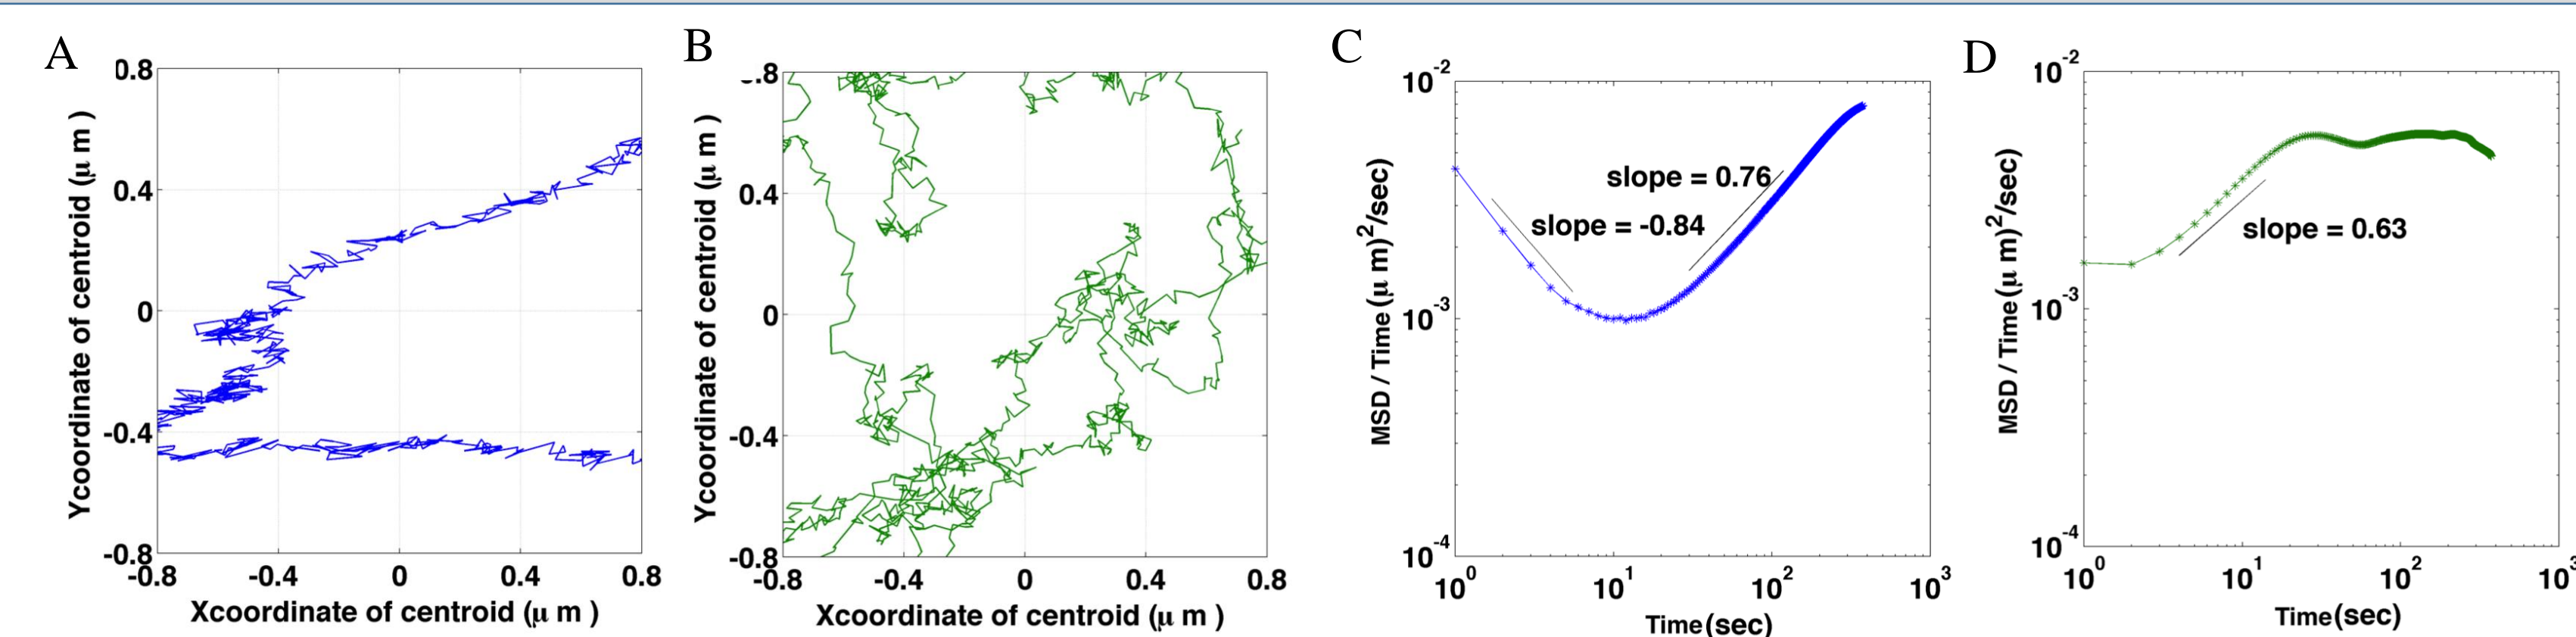 A
0.8
0.4
0
-0.4
-0.8
-0.8 -0.4 0 0.4 0.8
Ycoordinate of centroid (μ m )
Xcoordinate of centroid (μ m )
B
.8
0.4
0
-0.4
-0.8
-0.8 -0.4 0 0.4 0.8
Ycoordinate of centroid (μ m )
Xcoordinate of centroid (μ m )
C
10^-2
10^-3
10^-4
10^0 10^1 10^2 10^3
MSD / Time (μ m)^2/sec)
slope = 0.76
slope = -0.84
Time(sec)
D
10^-2
10^-3
10^-4
10^0 10^1 10^2 10^3
MSD / Time(μ m)^2/sec)
slope = 0.63
Time(sec)